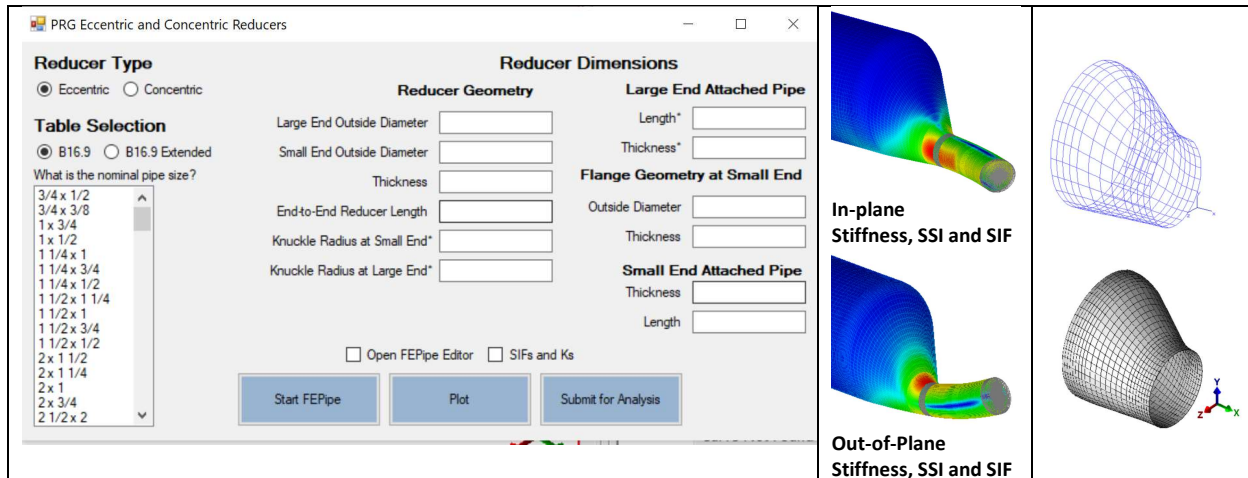 PRG Eccentric and Concentric Reducers
Reducer Type
Eccentric Concentric
Table Selection
B16.9 B16.9 Extended
What is the nominal pipe size?
3/4 x 1/2
3/4 x 3/8
1 x 3/4
1 x 1/2
1 1/4 x 1
1 1/4 x 3/4
1 1/4 x 1/2
1 1/2 x 1 1/4
1 1/2 x 1
1 1/2 x 3/4
1 1/2 x 1/2
2 x 1 1/2
2 x 1 1/4
2 x 1
2 x 3/4
2 1/2 x 2
Reducer Dimensions
Reducer Geometry
Large End Outside Diameter
Small End Outside Diameter
Thickness
End-to-End Reducer Length
Knuckle Radius at Small End*
Knuckle Radius at Large End*
Large End Attached Pipe
Length*
Thickness*
Flange Geometry at Small End
Outside Diameter
Thickness
Small End Attached Pipe
Thickness
Length
Open FEPipe Editor SIFs and Ks
Start FEPipe Plot Submit for Analysis
In-plane
Stiffness, SSI and SIF
Out-of-Plane
Stiffness, SSI and SIF
Y
Z X